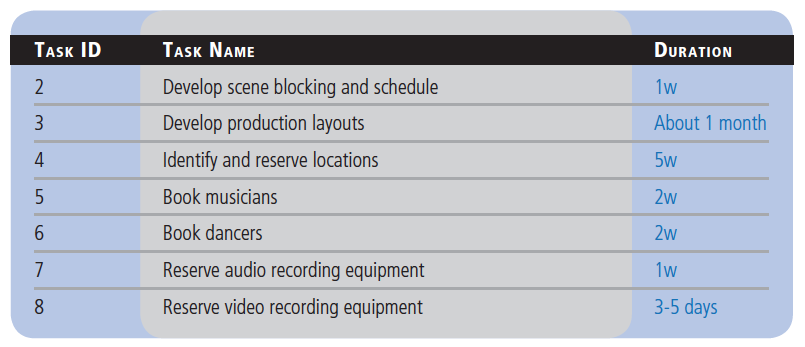 TASK ID TASK NAME DURATION
2 Develop scene blocking and schedule 1w
3 Develop production layouts About 1 month
4 Identify and reserve locations 5w
5 Book musicians 2w
6 Book dancers 2w
7 Reserve audio recording equipment 1w
8 Reserve video recording equipment 3-5 days